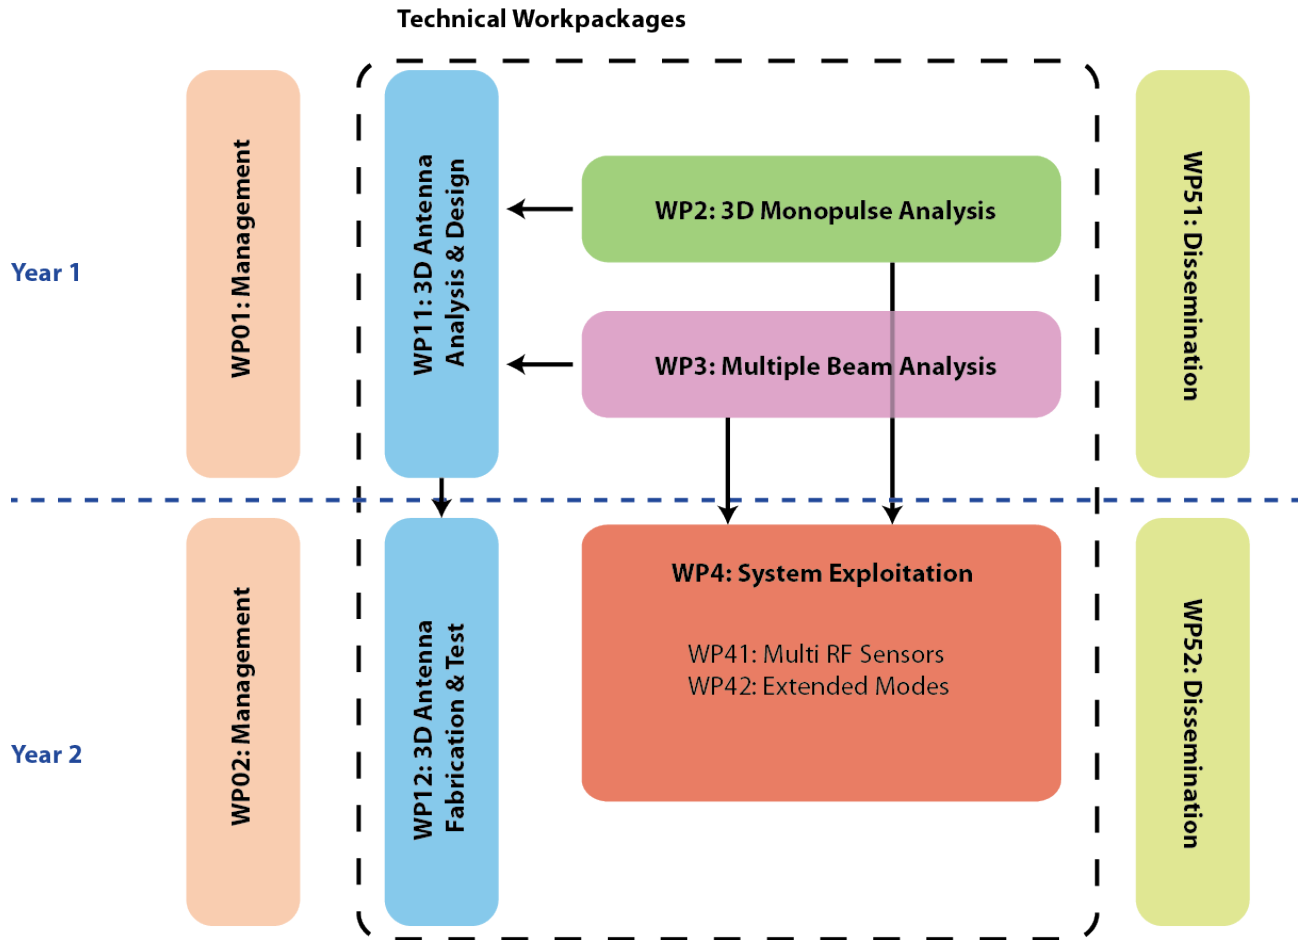 Technical Workpackages
Year 1
WP01: Management
WP11: 3D Antenna
Analysis & Design
WP2: 3D Monopulse Analysis
WP3: Multiple Beam Analysis
WP51: Dissemination
Year 2
WP02: Management
WP12: 3D Antenna
Fabrication & Test
WP4: System Exploitation
WP41: Multi RF Sensors
WP42: Extended Modes
WP52: Dissemination